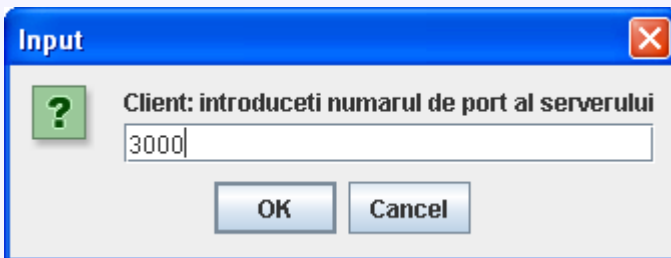 Input
Client: introduceti numarul de port al serverului
3000
OK Cancel